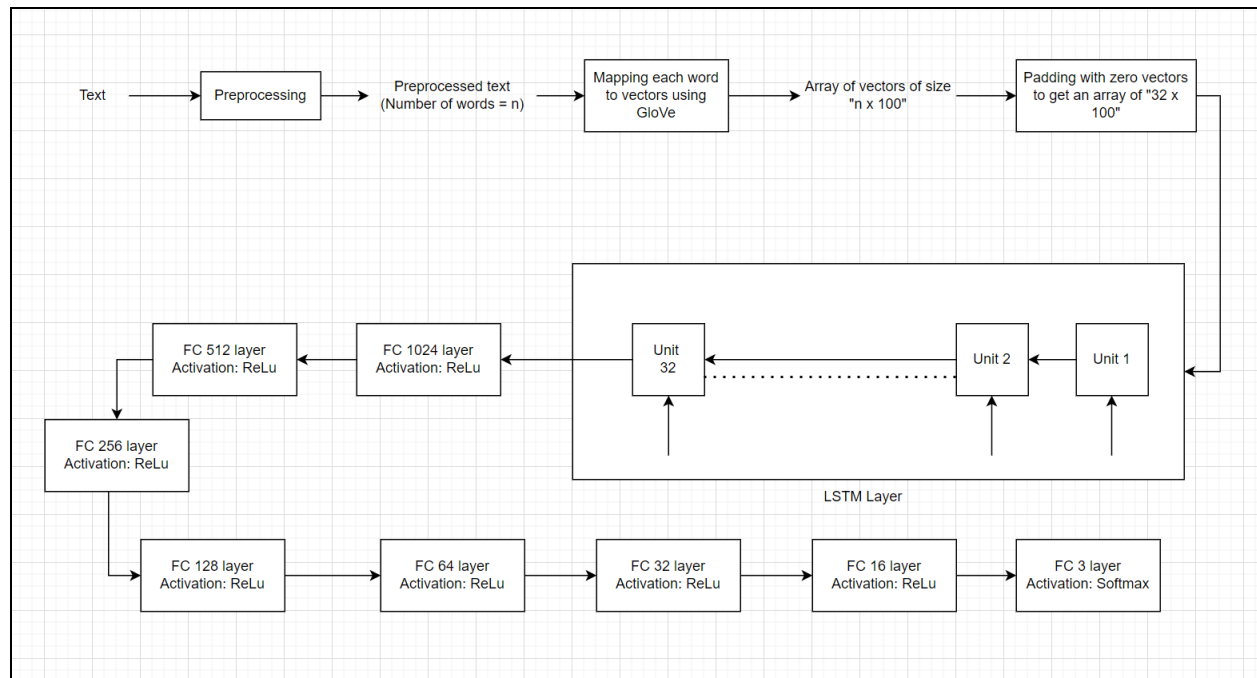 Text
Preprocessing
Preprocessed text
(Number of words = n)
Mapping each word
to vectors using
GloVe
Array of vectors of size
"n x 100"
Padding with zero vectors
to get an array of "32 x
100"
FC 512 layer
Activation: ReLu
FC 1024 layer
Activation: ReLu
Unit
32
Unit 2
Unit 1
LSTM Layer
FC 256 layer
Activation: ReLu
FC 128 layer
Activation: ReLu
FC 64 layer
Activation: ReLu
FC 32 layer
Activation: ReLu
FC 16 layer
Activation: ReLu
FC 3 layer
Activation: Softmax